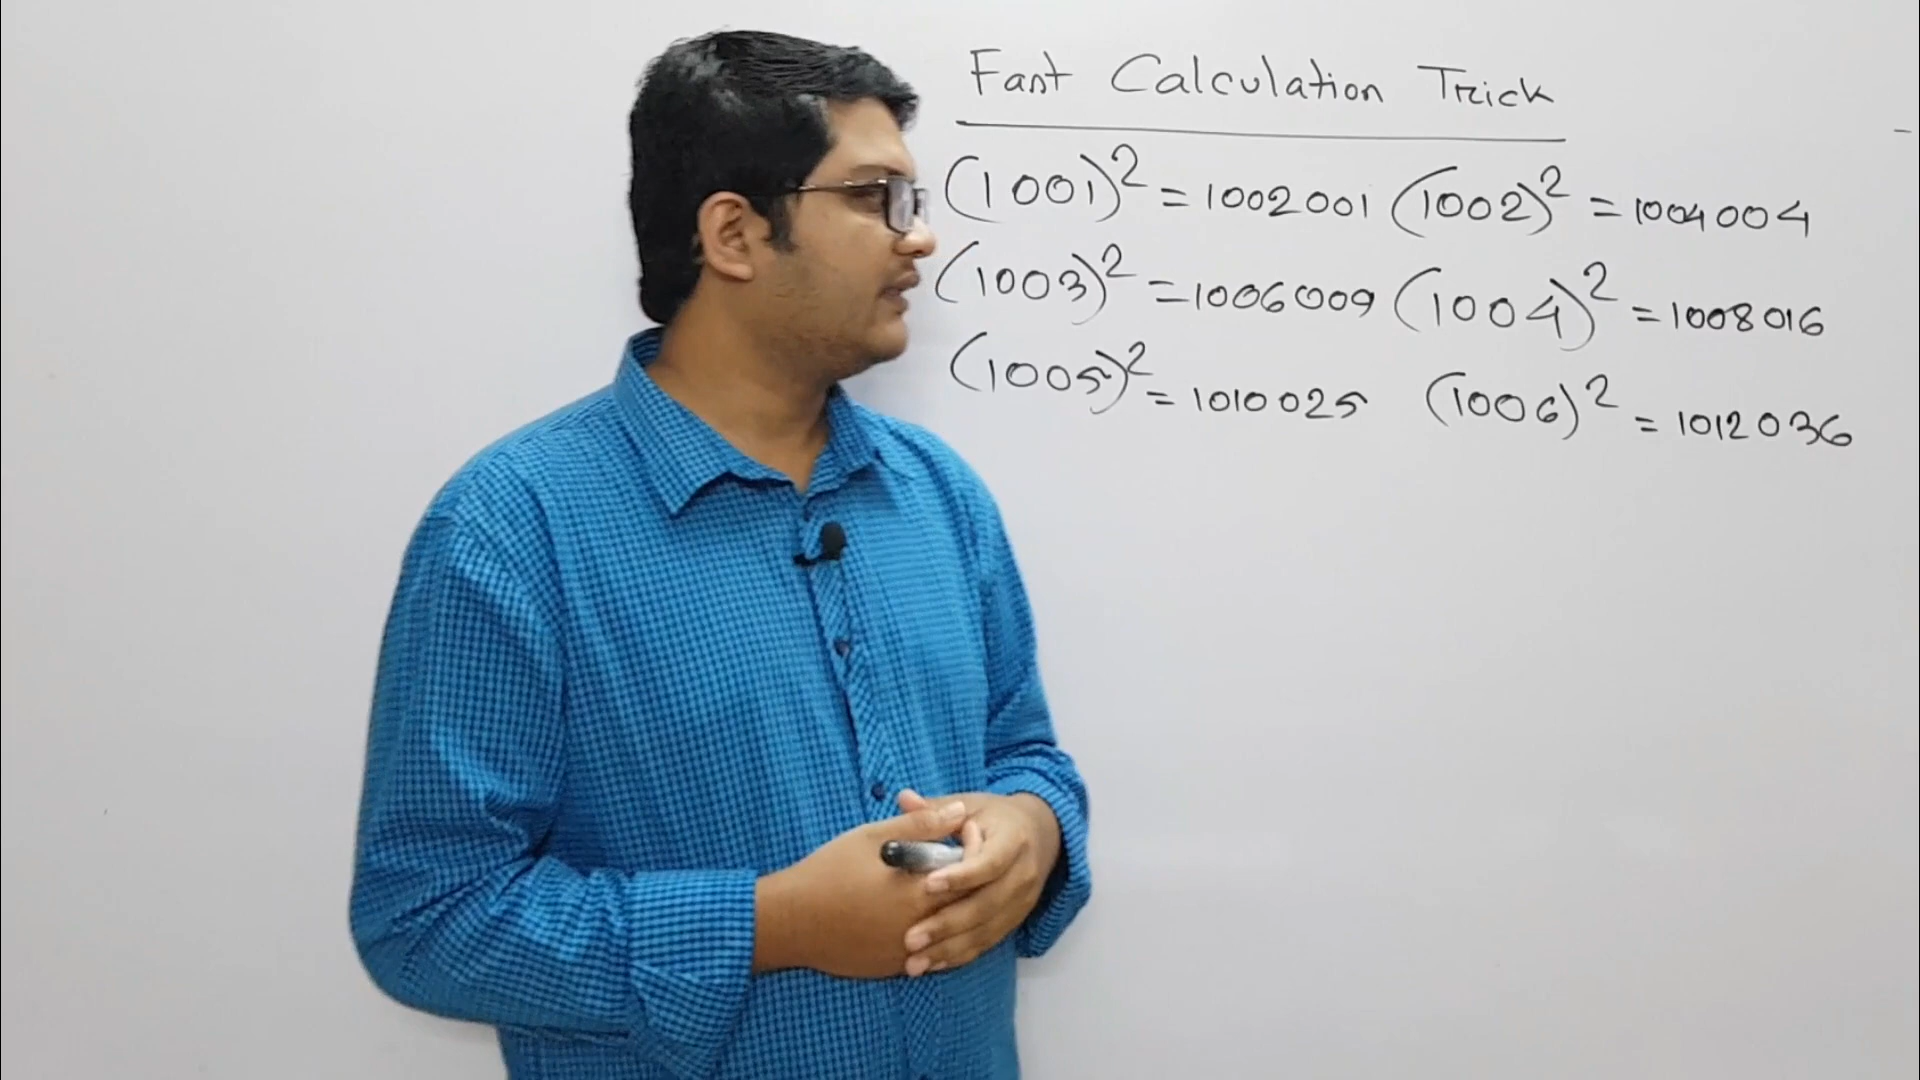 Fast Calculation Trick
(1001)² = 1002001 (1002)² = 1004004
(1003)² = 1006009 (1004)² = 1008016
(1005)² = 1010025 (1006)² = 1012036